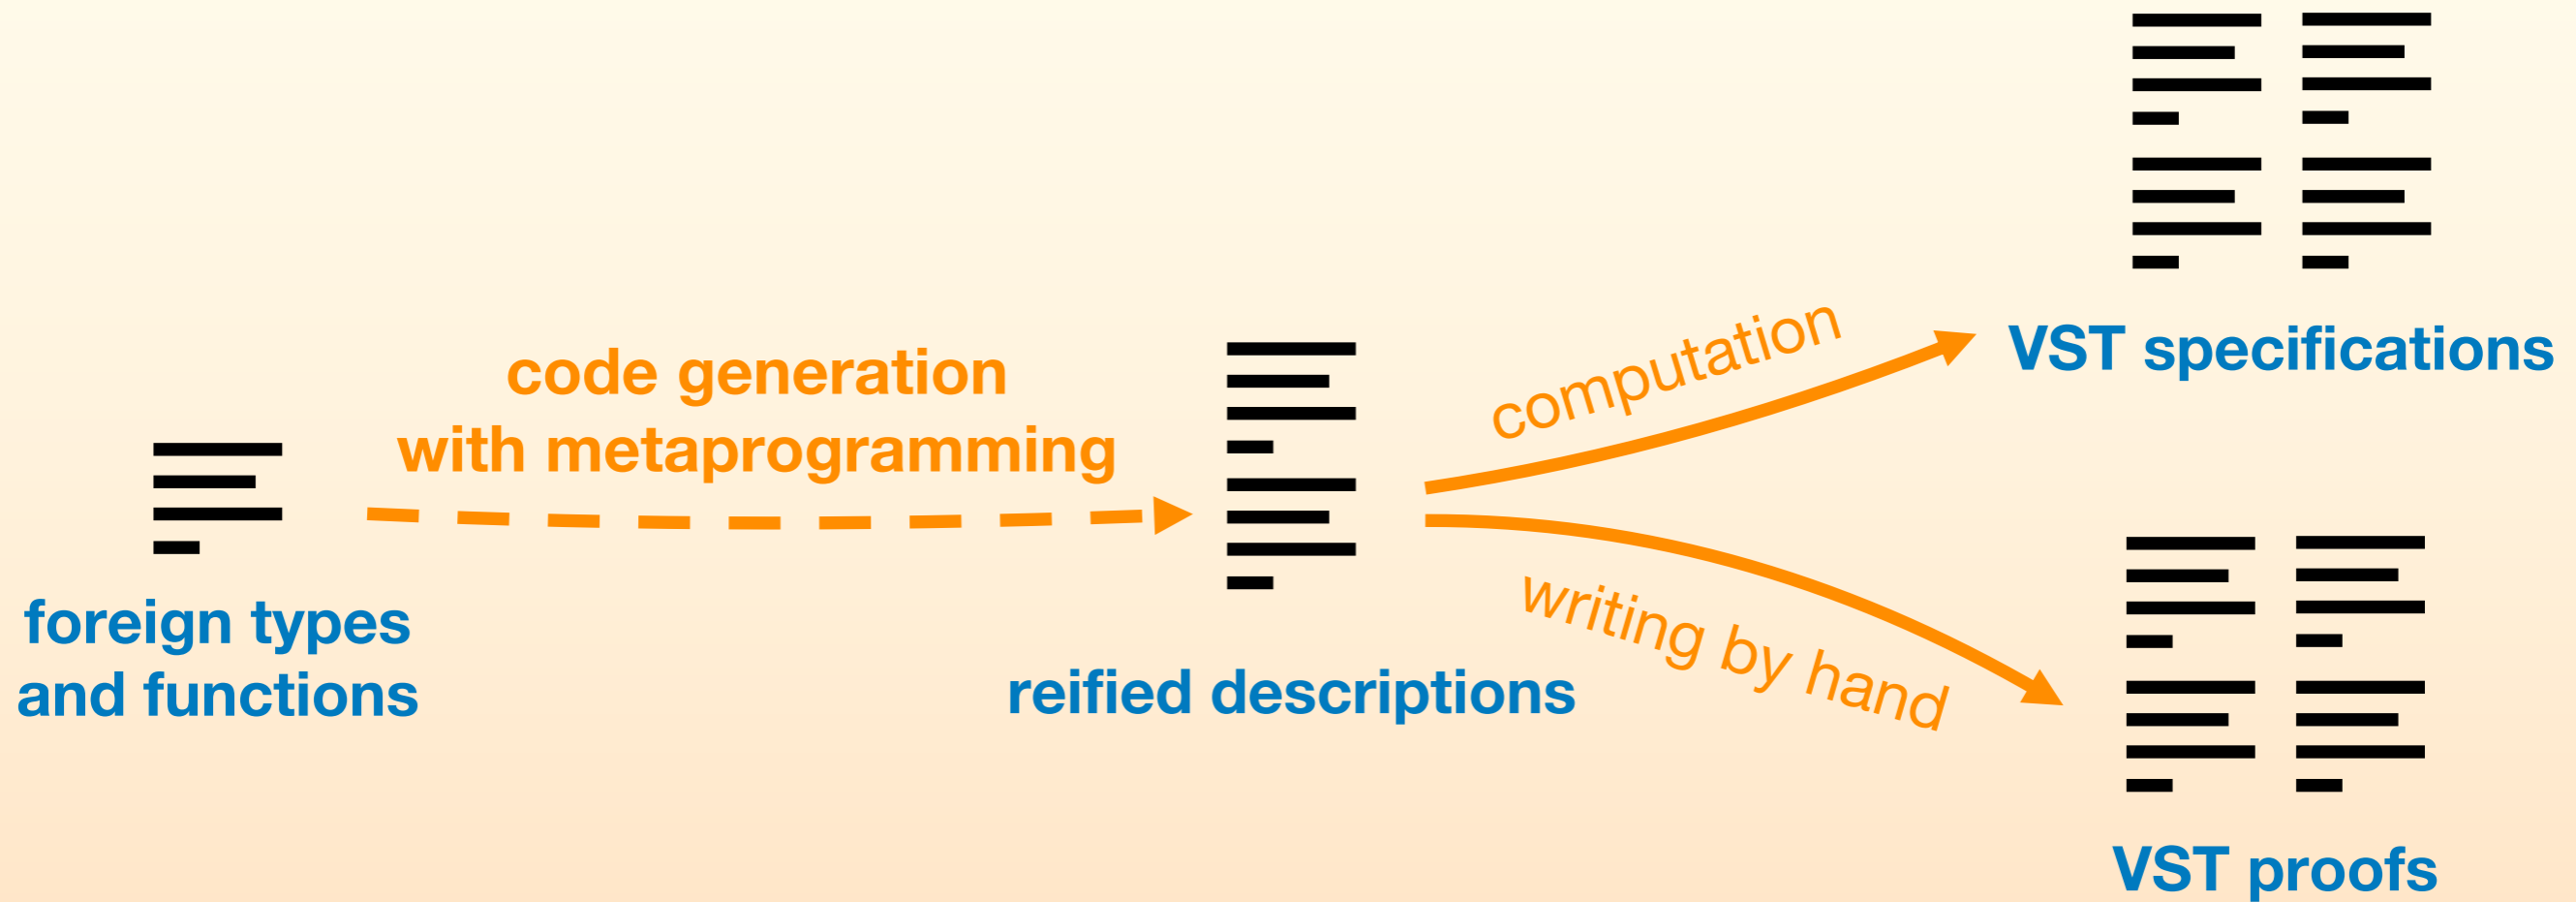 code generation
with metaprogramming
foreign types
and functions
reified descriptions
computation
writing by hand
VST specifications
VST proofs